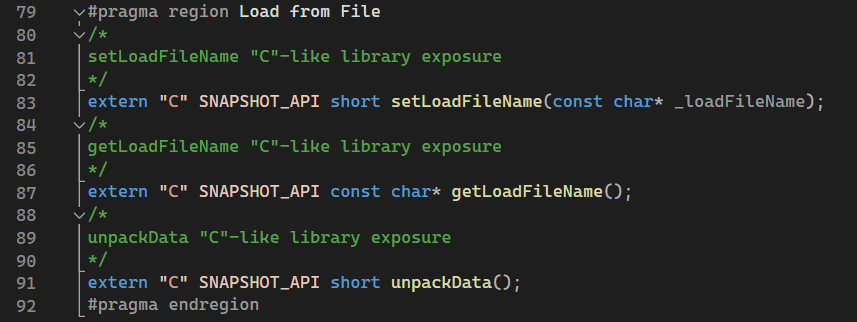 79 #pragma region Load from File
80 /*
81 setLoadFileName "C"-like library exposure
82 */
83 extern "C" SNAPSHOT_API short setLoadFileName(const char* _loadFileName);
84 /*
85 getLoadFileName "C"-like library exposure
86 */
87 extern "C" SNAPSHOT_API const char* getLoadFileName();
88 /*
89 unpackData "C"-like library exposure
90 */
91 extern "C" SNAPSHOT_API short unpackData();
92 #pragma endregion